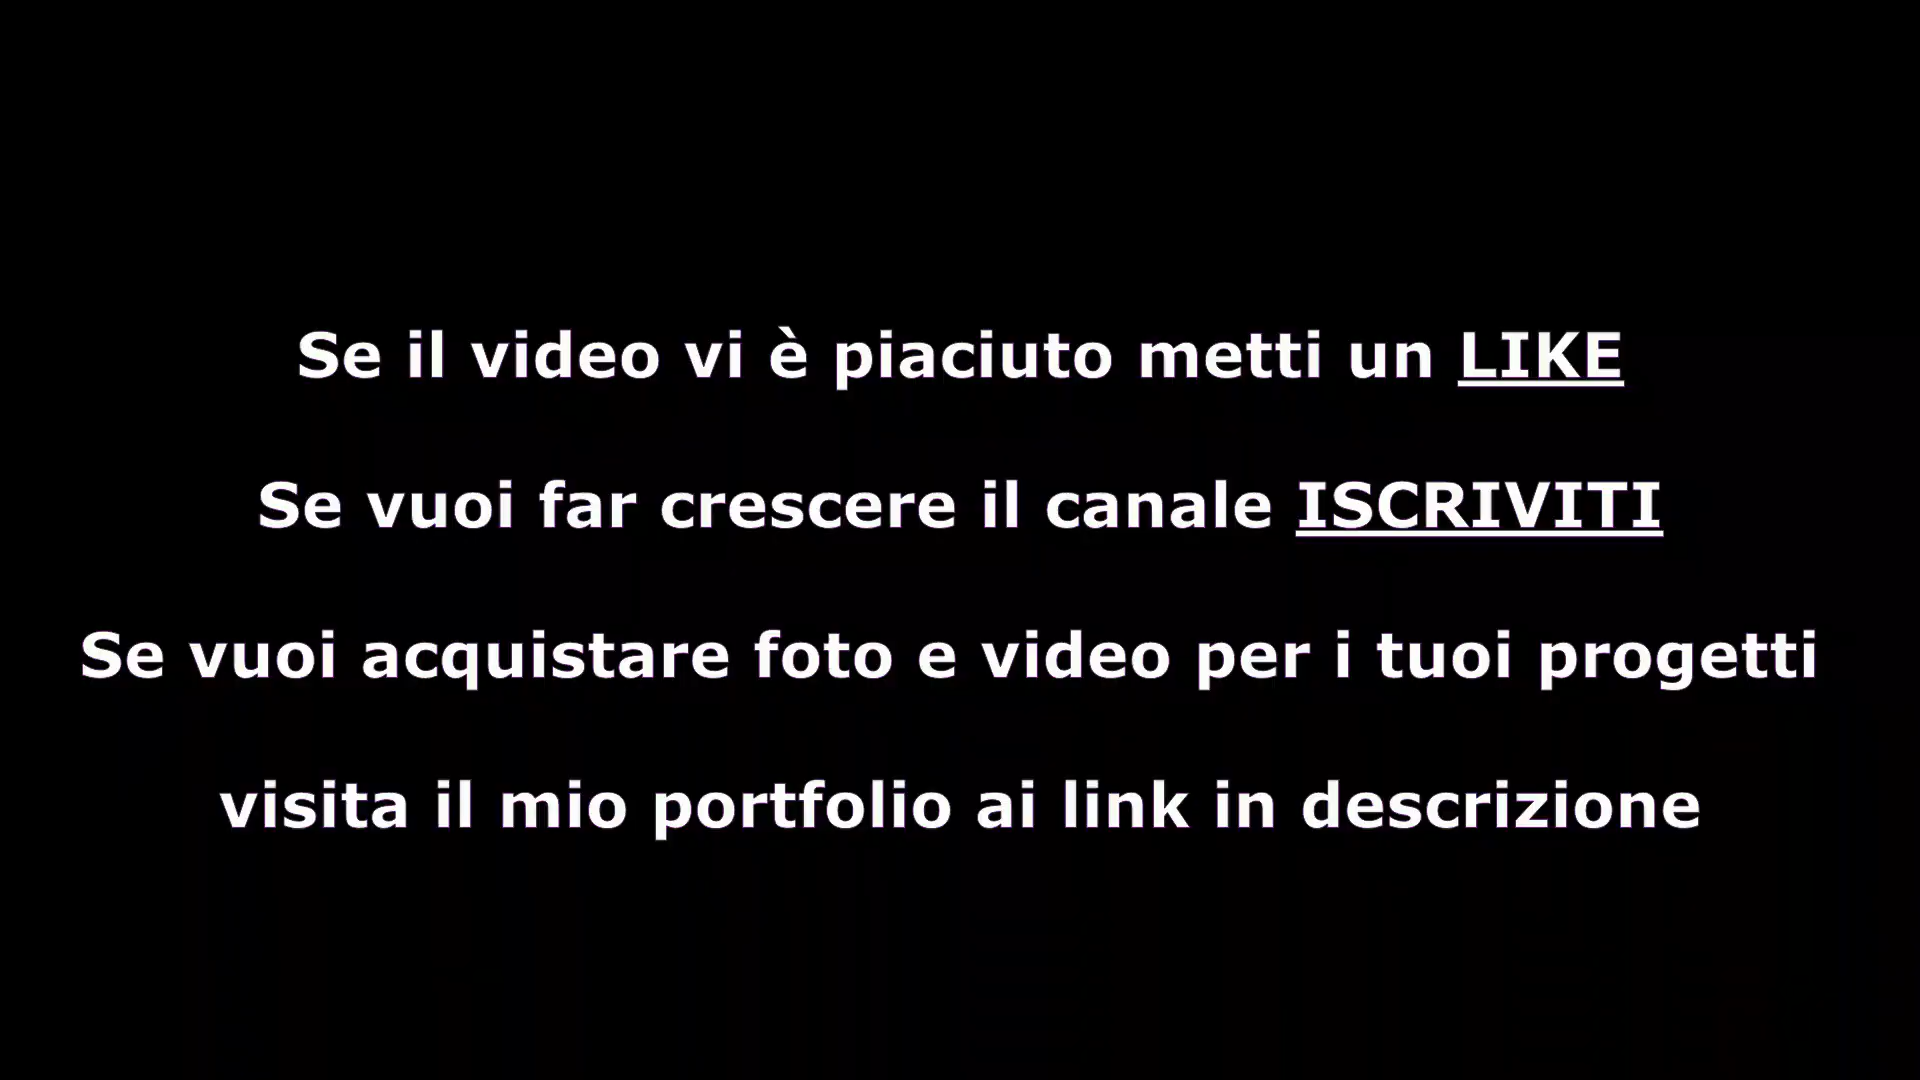 Se il video vi è piaciuto metti un LIKE
Se vuoi far crescere il canale ISCRIVITI
Se vuoi acquistare foto e video per i tuoi progetti
visita il mio portfolio ai link in descrizione